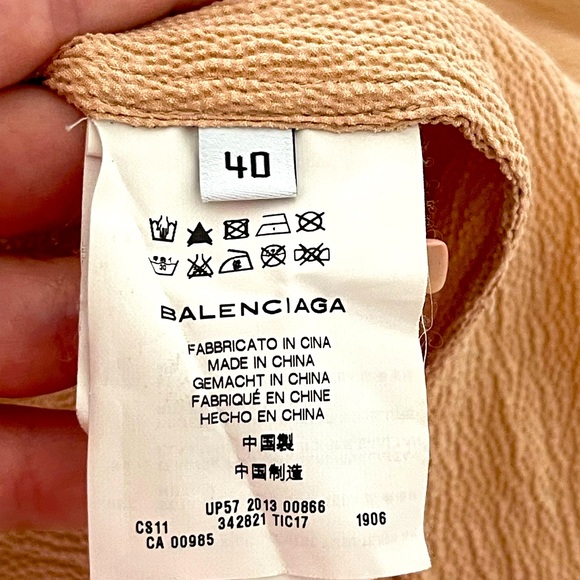 40
BALENCIAGA
FABBRICATO IN CINA
MADE IN CHINA
GEMACHT IN CHINA
FABRIQUÉ EN CHINE
HECHO EN CHINA
中国製
中国制造
UP57 2013 00866
CS11 342821 TIC17 1906
CA 00985